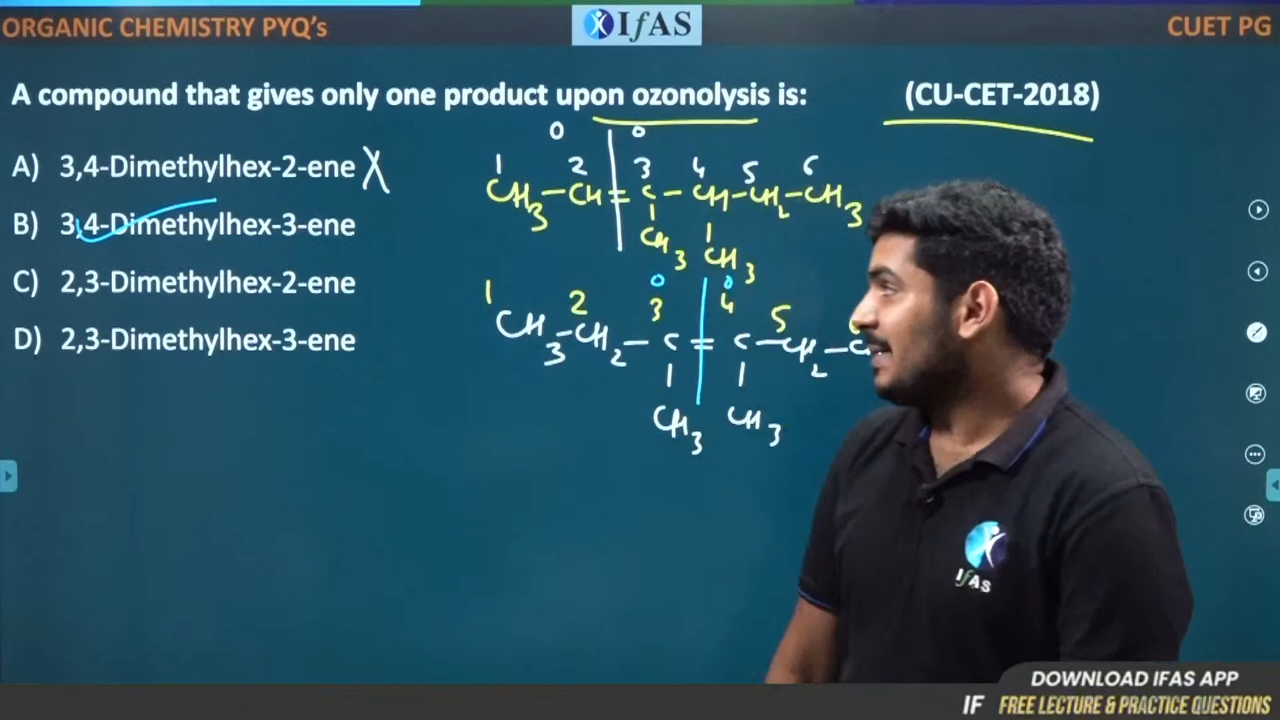 ORGANIC CHEMISTRY PYQ's
IfAS
CUET PG
A compound that gives only one product upon ozonolysis is: (CU-CET-2018)
A) 3,4-Dimethylhex-2-ene X
B) 3,4-Dimethylhex-3-ene
C) 2,3-Dimethylhex-2-ene
D) 2,3-Dimethylhex-3-ene
O O
1 2 3 4 5 6
CH3-CH=C-CH-CH2-CH3
CH3 CH3
O O
1 2 3 4 5
CH3-CH2-C=C-CH2-
CH3 CH3
IfAS
DOWNLOAD IFAS APP
IF FREE LECTURE & PRACTICE QUESTIONS